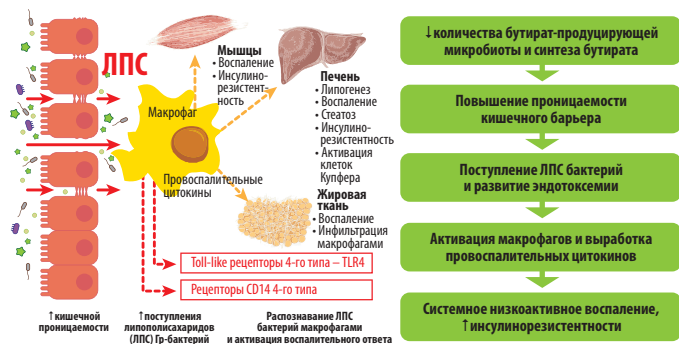 ЛПС
Макрофаг
Провоспалительные
цитокины
Мышцы
• Воспаление
• Инсулино-
резистент-
ность
Печень
• Липогенез
• Воспаление
• Стеатоз
• Инсулино-
резистентность
• Активация
клеток
Купфера
Жировая
ткань
• Воспаление
• Инфильтрация
макрофагами
Toll-like рецепторы 4-го типа – TLR4
Рецепторы CD14 4-го типа
↑кишечной
проницаемости
↑поступления
липополисахаридов
(ЛПС) Гр-бактерий
Распознавание ЛПС
бактерий макрофагами
и активация воспалительного ответа
↓количества бутират-продуцирующей
микробиоты и синтеза бутирата
Повышение проницаемости
кишечного барьера
Поступление ЛПС бактерий
и развитие эндотоксемии
Активация макрофагов и выработка
провоспалительных цитокинов
Системное низкоактивное воспаление,
↑инсулинорезистентности